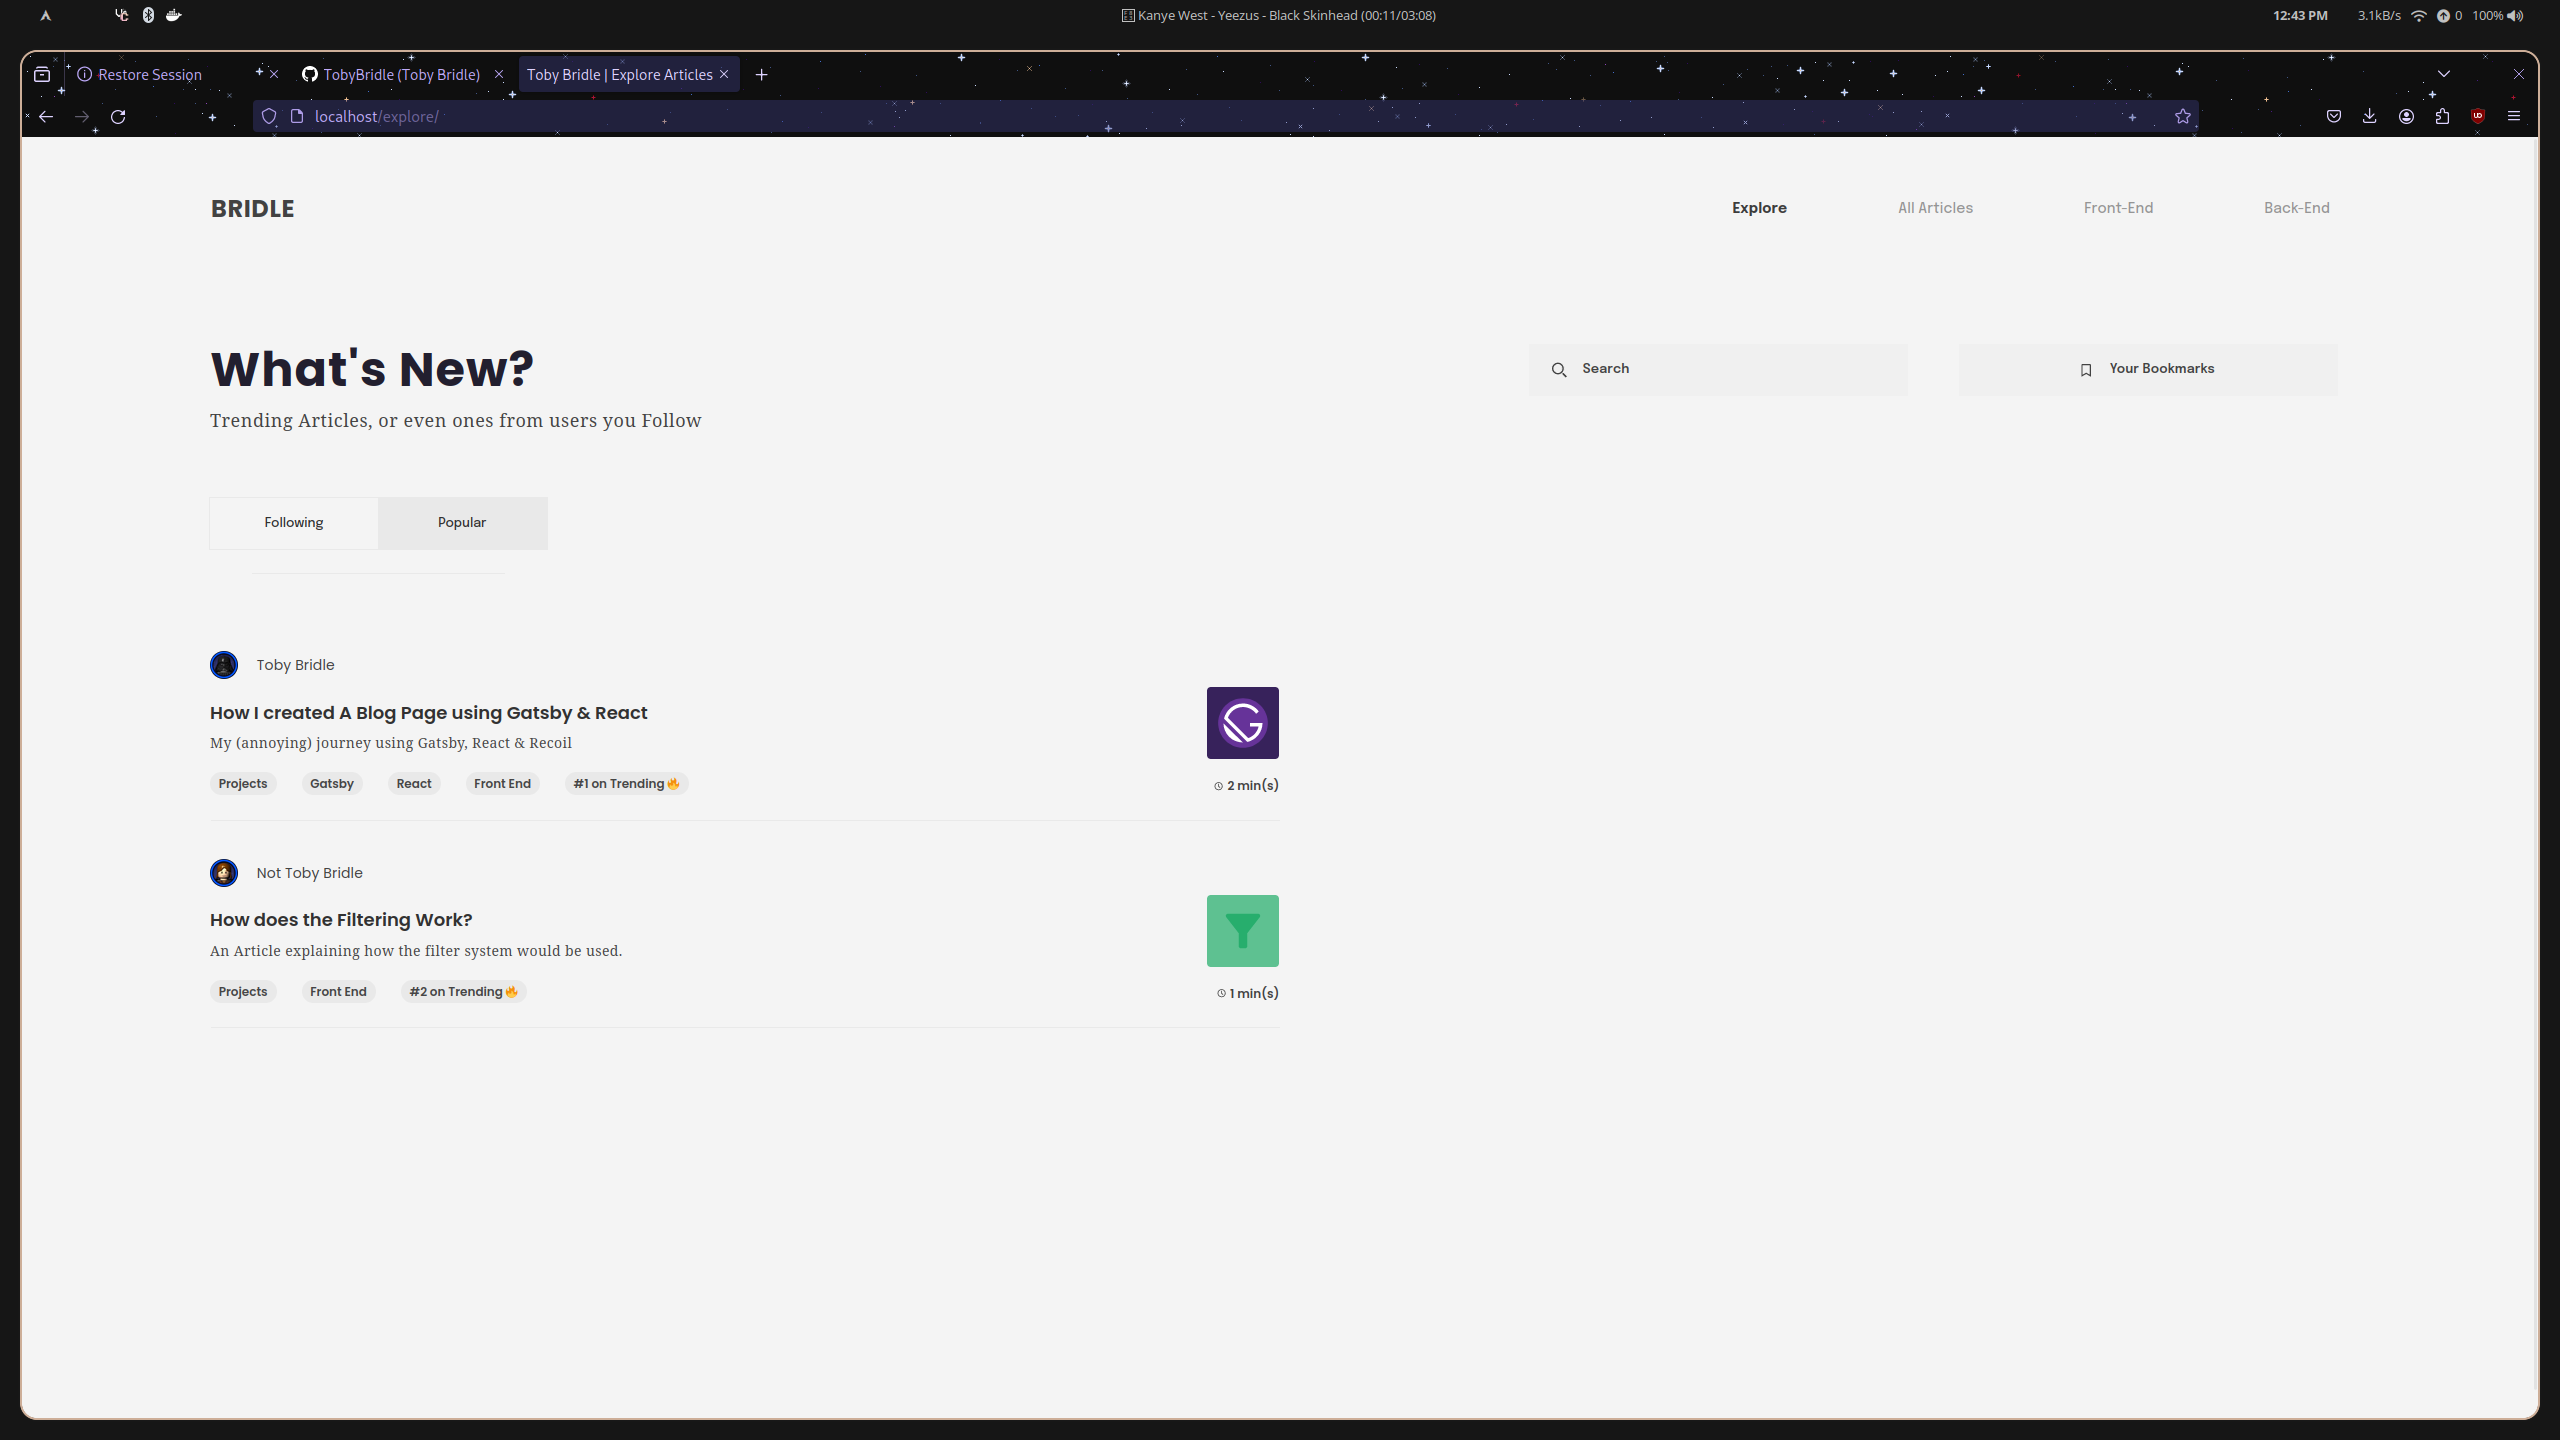 Kanye West - Yeezus - Black Skinhead (00:11/03:08)
12:43 PM 3.1kB/s 0 100%
Restore Session TobyBridle (Toby Bridle) Toby Bridle | Explore Articles
localhost/explore/
BRIDLE Explore All Articles Front-End Back-End
What's New? Search Your Bookmarks
Trending Articles, or even ones from users you Follow
Following Popular
Toby Bridle
How I created A Blog Page using Gatsby & React
My (annoying) journey using Gatsby, React & Recoil
Projects Gatsby React Front End #1 on Trending🔥 2 min(s)
Not Toby Bridle
How does the Filtering Work?
An Article explaining how the filter system would be used.
Projects Front End #2 on Trending🔥 1 min(s)